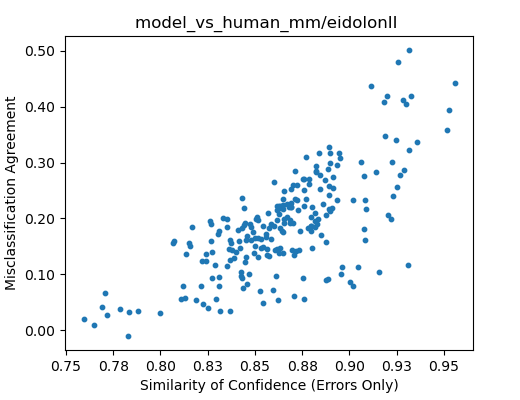 model_vs_human_mm/eidolonII
Misclassification Agreement
0.50
0.40
0.30
0.20
0.10
0.00
0.75 0.78 0.80 0.83 0.85 0.88 0.90 0.93 0.95
Similarity of Confidence (Errors Only)